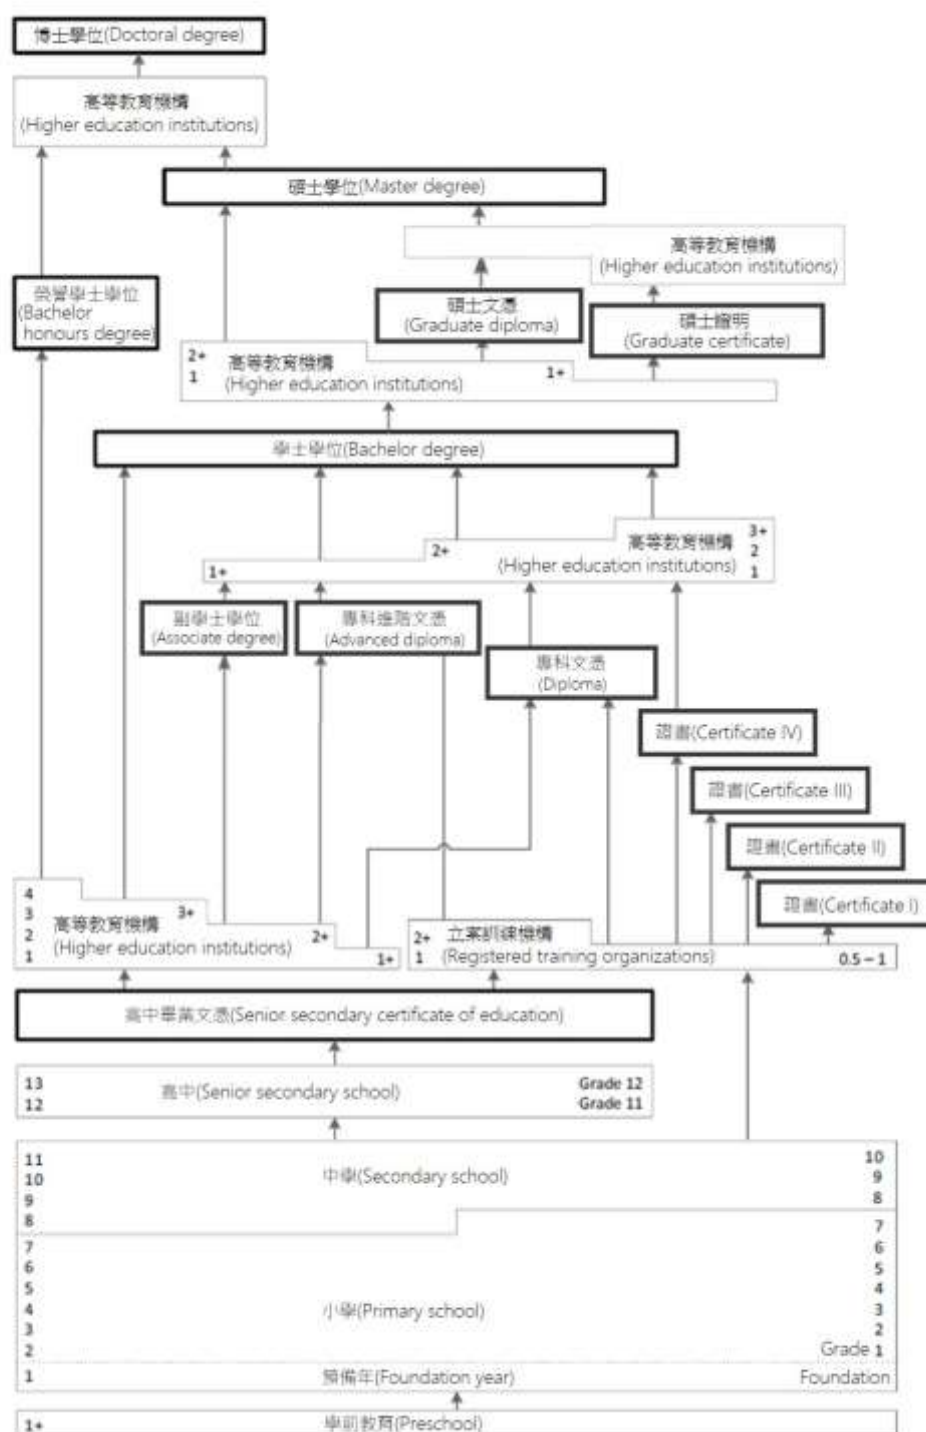 博士學位(Doctoral degree)
高等教育機構
(Higher education institutions)
碩士學位(Master degree)
高等教育機構
(Higher education institutions)
榮譽學士學位
(Bachelor
honours degree)
碩士文憑
(Graduate diploma)
碩士證明
(Graduate certificate)
2+
1
高等教育機構
(Higher education institutions)
1+
學士學位(Bachelor degree)
3+
2
1
高等教育機構
(Higher education institutions)
2+
1+
副學士學位
(Associate degree)
專科進階文憑
(Advanced diploma)
專科文憑
(Diploma)
證書(Certificate IV)
證書(Certificate III)
證書(Certificate II)
證書(Certificate I)
4
3
2
1
高等教育機構
(Higher education institutions)
3+
2+
1+
2+
1
立案訓練機構
(Registered training organizations)
0.5 – 1
高中畢業文憑(Senior secondary certificate of education)
13
12
高中(Senior secondary school)
Grade 12
Grade 11
11
10
9
8
中學(Secondary school)
10
9
8
7
6
5
4
3
2
小學(Primary school)
7
6
5
4
3
2
Grade 1
1
預備年(Foundation year)
Foundation
1+
學前教育(Preschool)